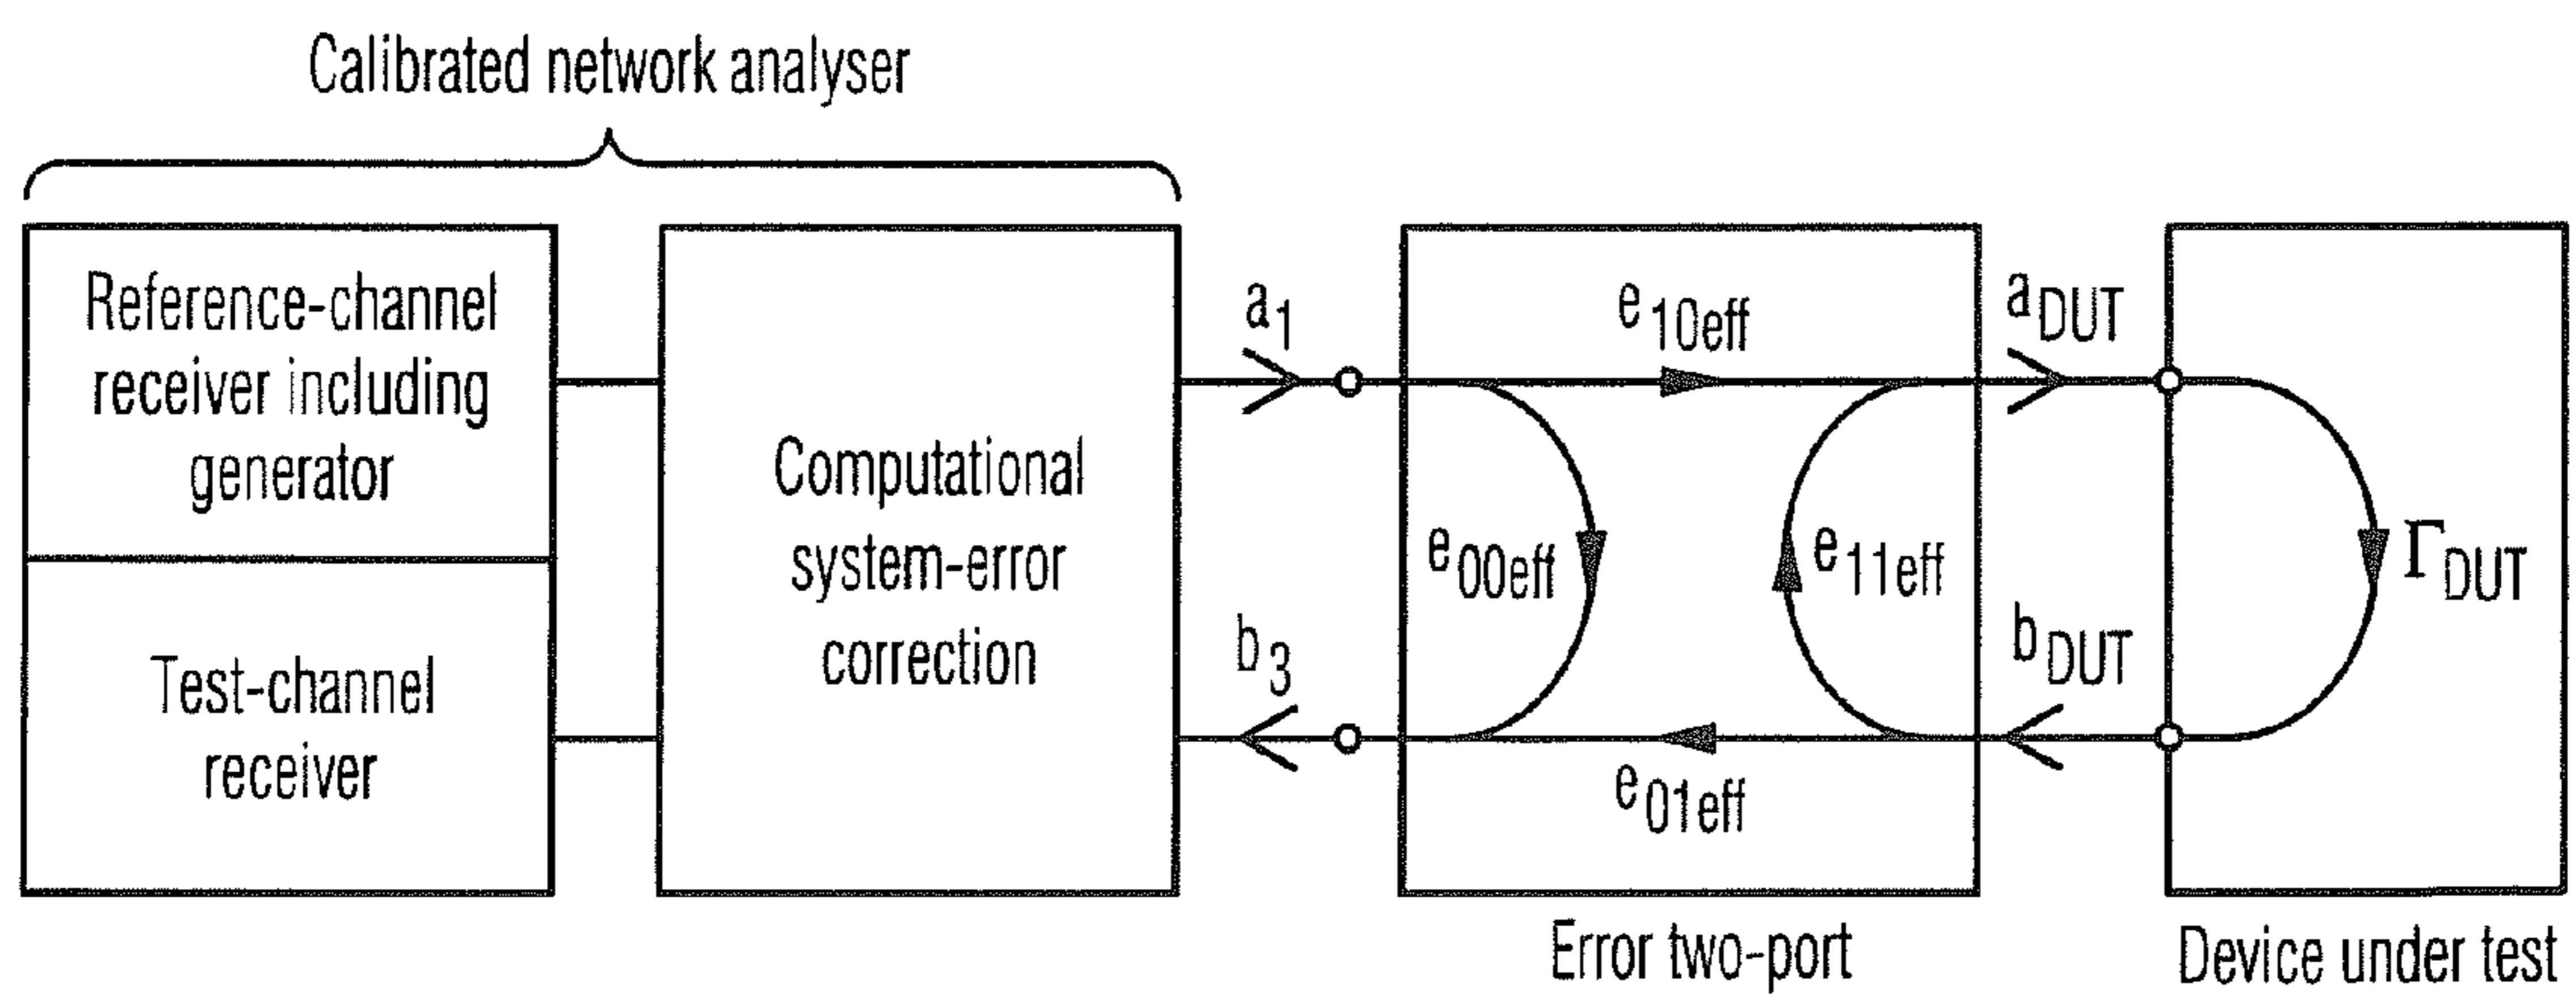 Calibrated network analyser
Reference-channel
receiver including
generator
Test-channel
receiver
Computational
system-error
correction
a1
b3
e10eff
e00eff
e11eff
e01eff
aDUT
bDUT
ΓDUT
Error two-port
Device under test